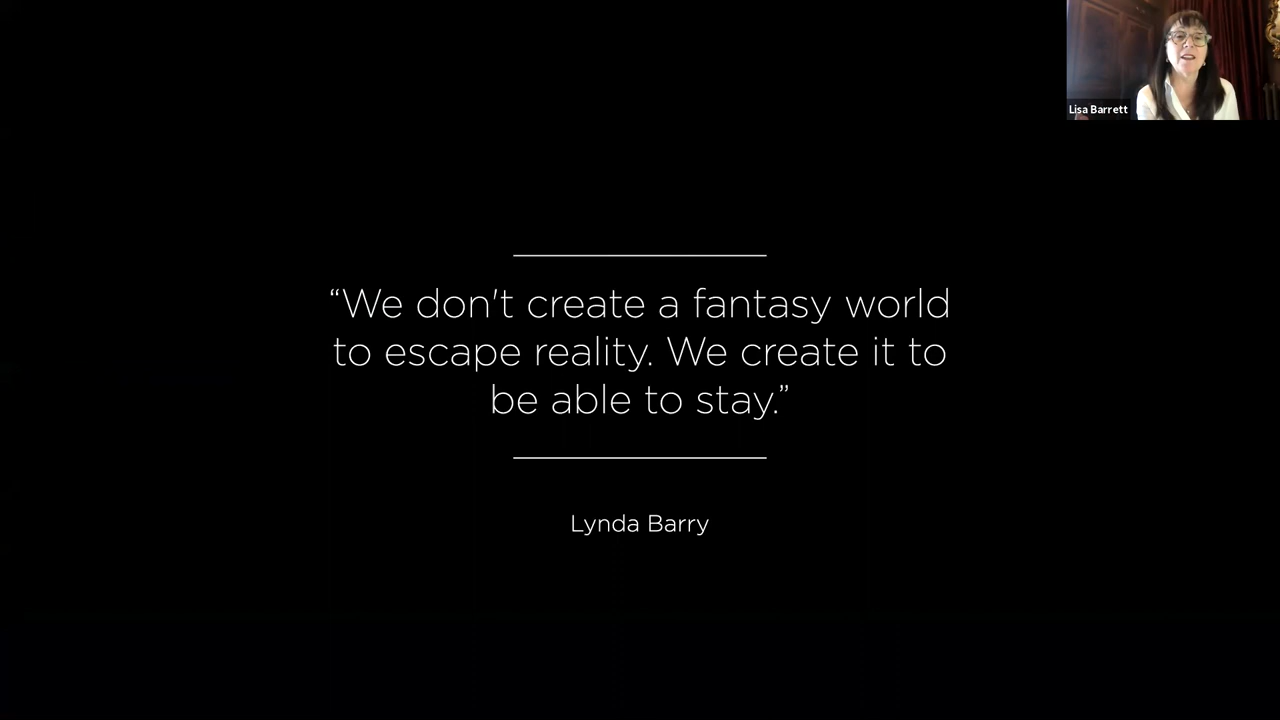 Lisa Barrett
“We don't create a fantasy world
to escape reality. We create it to
be able to stay.”
Lynda Barry